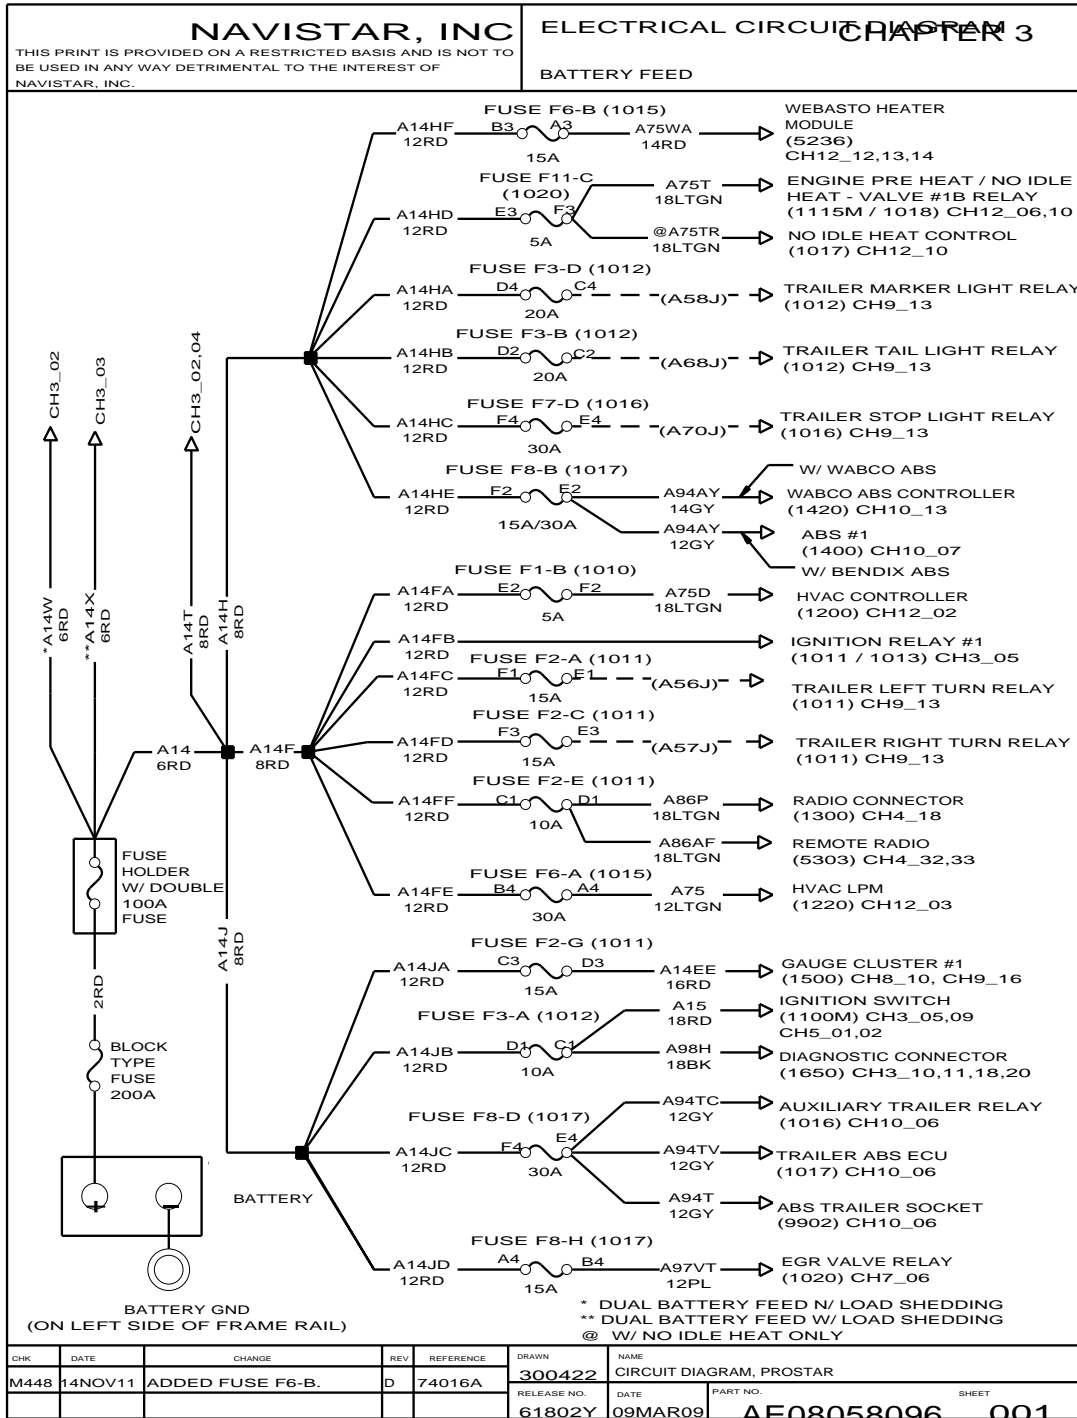 NAVISTAR, INC
THIS PRINT IS PROVIDED ON A RESTRICTED BASIS AND IS NOT TO
BE USED IN ANY WAY DETRIMENTAL TO THE INTEREST OF
NAVISTAR, INC.
ELECTRICAL CIRCUIT DIAGRAM
CHAPTER 3
BATTERY FEED
FUSE F6-B (1015)
A14HF
12RD
B3
A3
15A
A75WA
14RD
WEBASTO HEATER
MODULE
(5236)
CH12_12,13,14
FUSE F11-C
(1020)
A14HD
12RD
E3
F3
5A
A75T
18LTGN
ENGINE PRE HEAT / NO IDLE
HEAT - VALVE #1B RELAY
(1115M / 1018) CH12_06,10
@A75TR
18LTGN
NO IDLE HEAT CONTROL
(1017) CH12_10
FUSE F3-D (1012)
A14HA
12RD
D4
C4
20A
(A58J)
TRAILER MARKER LIGHT RELAY
(1012) CH9_13
FUSE F3-B (1012)
A14HB
12RD
D2
C2
20A
(A68J)
TRAILER TAIL LIGHT RELAY
(1012) CH9_13
FUSE F7-D (1016)
A14HC
12RD
F4
E4
30A
(A70J)
TRAILER STOP LIGHT RELAY
(1016) CH9_13
FUSE F8-B (1017)
A14HE
12RD
F2
E2
15A/30A
A94AY
14GY
W/ WABCO ABS
WABCO ABS CONTROLLER
(1420) CH10_13
A94AY
12GY
ABS #1
(1400) CH10_07
W/ BENDIX ABS
CH3_02
CH3_03
CH3_02,04
*A14W
6RD
**A14X
6RD
A14T
8RD
A14H
8RD
FUSE F1-B (1010)
A14FA
12RD
E2
F2
5A
A75D
18LTGN
HVAC CONTROLLER
(1200) CH12_02
A14FB
12RD
IGNITION RELAY #1
(1011 / 1013) CH3_05
FUSE F2-A (1011)
A14FC
12RD
F1
E1
15A
(A56J)
TRAILER LEFT TURN RELAY
(1011) CH9_13
FUSE F2-C (1011)
A14FD
12RD
F3
E3
15A
(A57J)
TRAILER RIGHT TURN RELAY
(1011) CH9_13
A14
6RD
A14F
8RD
FUSE F2-E (1011)
A14FF
12RD
C1
D1
10A
A86P
18LTGN
RADIO CONNECTOR
(1300) CH4_18
A86AF
18LTGN
REMOTE RADIO
(5303) CH4_32,33
FUSE F6-A (1015)
A14FE
12RD
B4
A4
30A
A75
12LTGN
HVAC LPM
(1220) CH12_03
FUSE
HOLDER
W/ DOUBLE
100A
FUSE
A14J
8RD
2RD
BLOCK
TYPE
FUSE
200A
FUSE F2-G (1011)
A14JA
12RD
C3
D3
15A
A14EE
16RD
GAUGE CLUSTER #1
(1500) CH8_10, CH9_16
FUSE F3-A (1012)
A14JB
12RD
D1
C1
10A
A15
18RD
IGNITION SWITCH
(1100M) CH3_05,09
CH5_01,02
A98H
18BK
DIAGNOSTIC CONNECTOR
(1650) CH3_10,11,18,20
FUSE F8-D (1017)
A14JC
12RD
F4
E4
30A
A94TC
12GY
AUXILIARY TRAILER RELAY
(1016) CH10_06
A94TV
12GY
TRAILER ABS ECU
(1017) CH10_06
A94T
12GY
ABS TRAILER SOCKET
(9902) CH10_06
FUSE F8-H (1017)
A14JD
12RD
A4
B4
15A
A97VT
12PL
EGR VALVE RELAY
(1020) CH7_06
BATTERY
+
−
BATTERY GND
(ON LEFT SIDE OF FRAME RAIL)
* DUAL BATTERY FEED N/ LOAD SHEDDING
** DUAL BATTERY FEED W/ LOAD SHEDDING
@ W/ NO IDLE HEAT ONLY
CHK DATE CHANGE REV REFERENCE
M448 14NOV11 ADDED FUSE F6-B. D 74016A
DRAWN
300422
NAME
CIRCUIT DIAGRAM, PROSTAR
RELEASE NO.
61802Y
DATE
09MAR09
PART NO.
AE08058096
SHEET
001